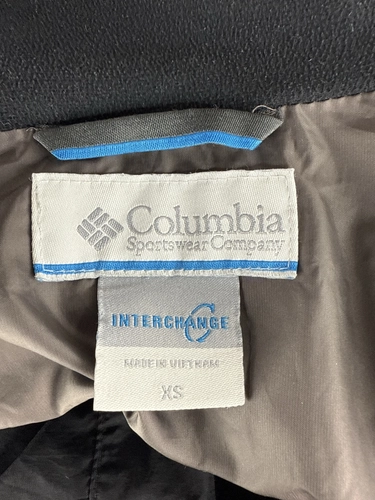 Columbia
Sportswear Company
INTERCHANGE
MADE IN VIETNAM
XS